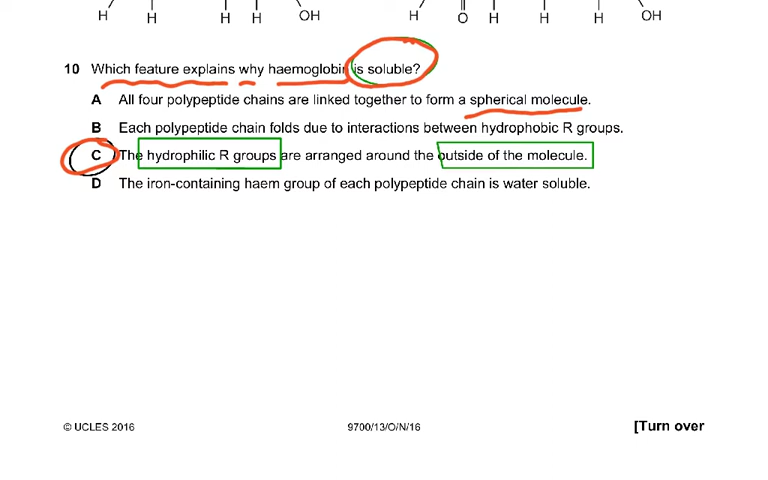 H H H H OH H O H H H OH
10 Which feature explains why haemoglobin is soluble?
A All four polypeptide chains are linked together to form a spherical molecule.
B Each polypeptide chain folds due to interactions between hydrophobic R groups.
C The hydrophilic R groups are arranged around the outside of the molecule.
D The iron-containing haem group of each polypeptide chain is water soluble.
© UCLES 2016 9700/13/O/N/16 [Turn over